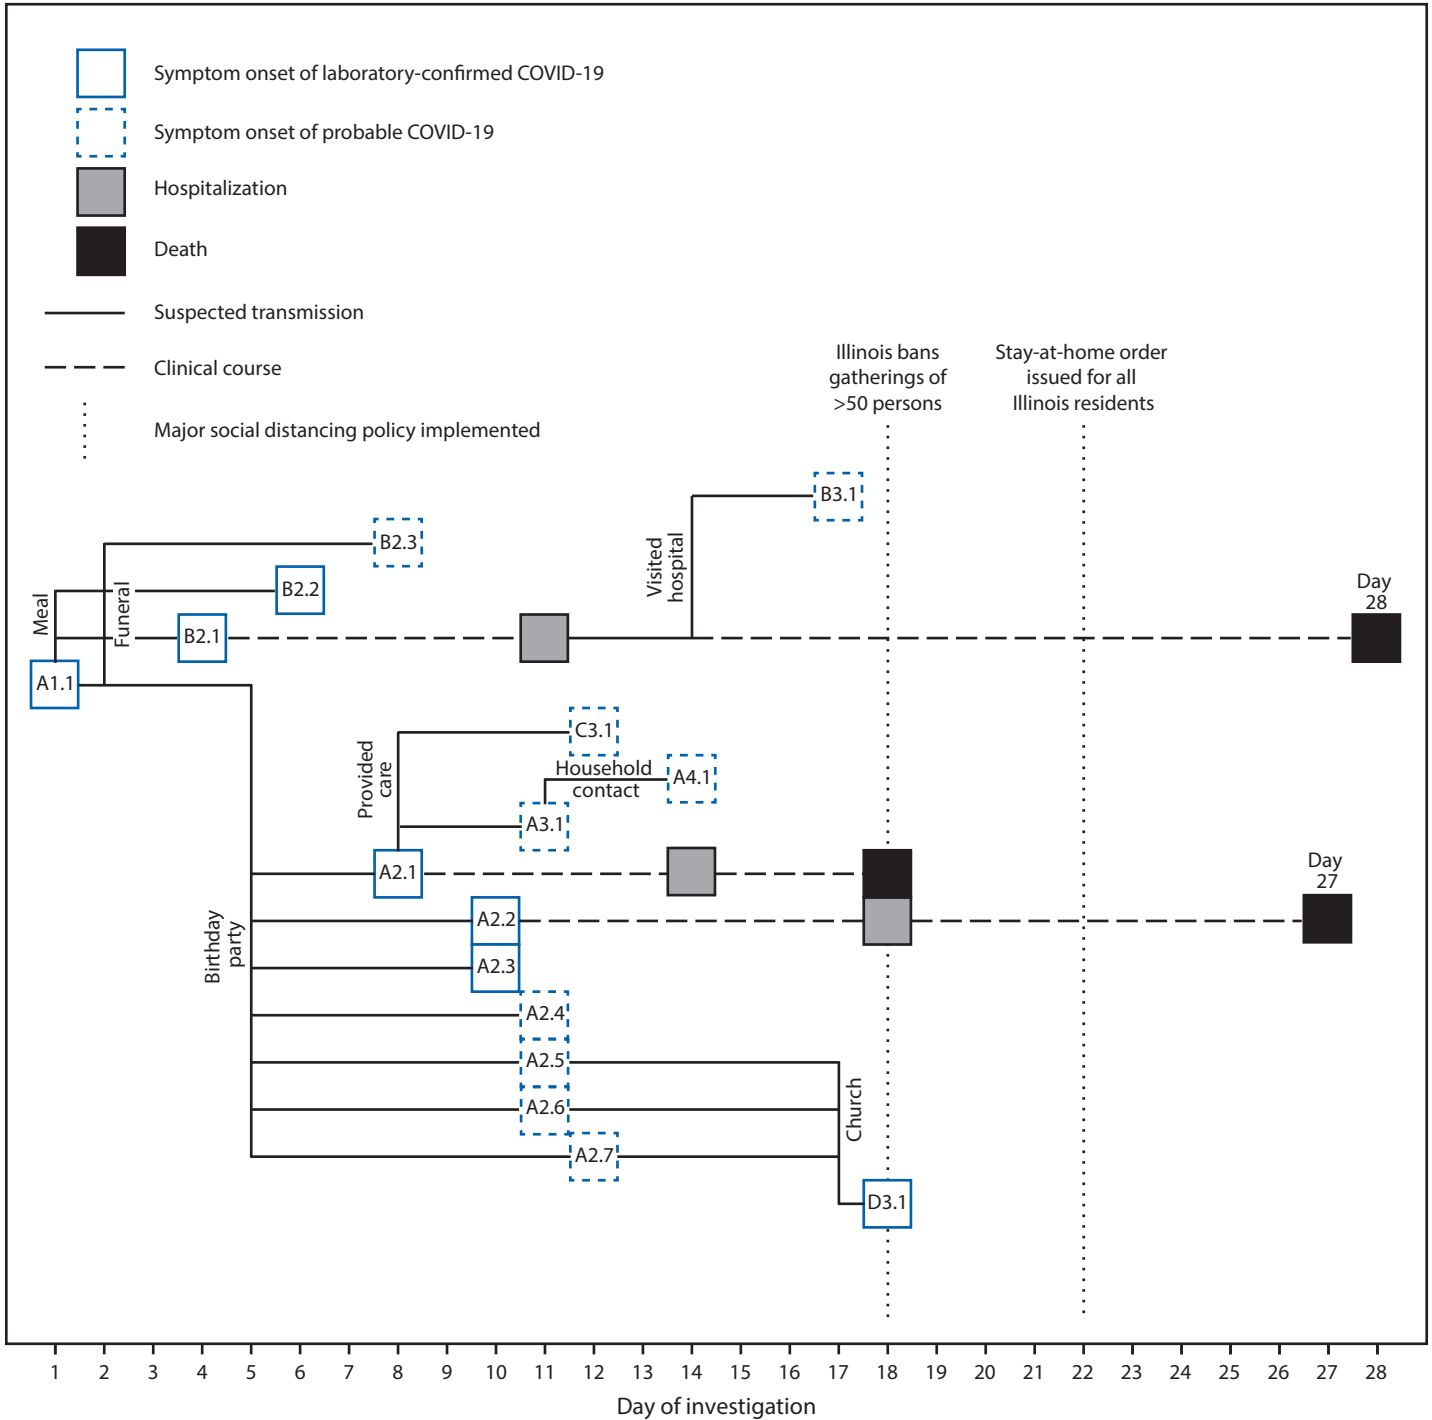 Symptom onset of laboratory-confirmed COVID-19
Symptom onset of probable COVID-19
Hospitalization
Death
Suspected transmission
Clinical course
Major social distancing policy implemented
Illinois bans
gatherings of
>50 persons
Stay-at-home order
issued for all
Illinois residents
B3.1
Visited
hospital
B2.3
B2.2
Meal
Funeral
B2.1
Day
28
A1.1
C3.1
Provided
care
Household
contact
A4.1
A3.1
A2.1
Day
27
A2.2
Birthday
party
A2.3
A2.4
A2.5
A2.6
Church
A2.7
D3.1
1 2 3 4 5 6 7 8 9 10 11 12 13 14 15 16 17 18 19 20 21 22 23 24 25 26 27 28
Day of investigation